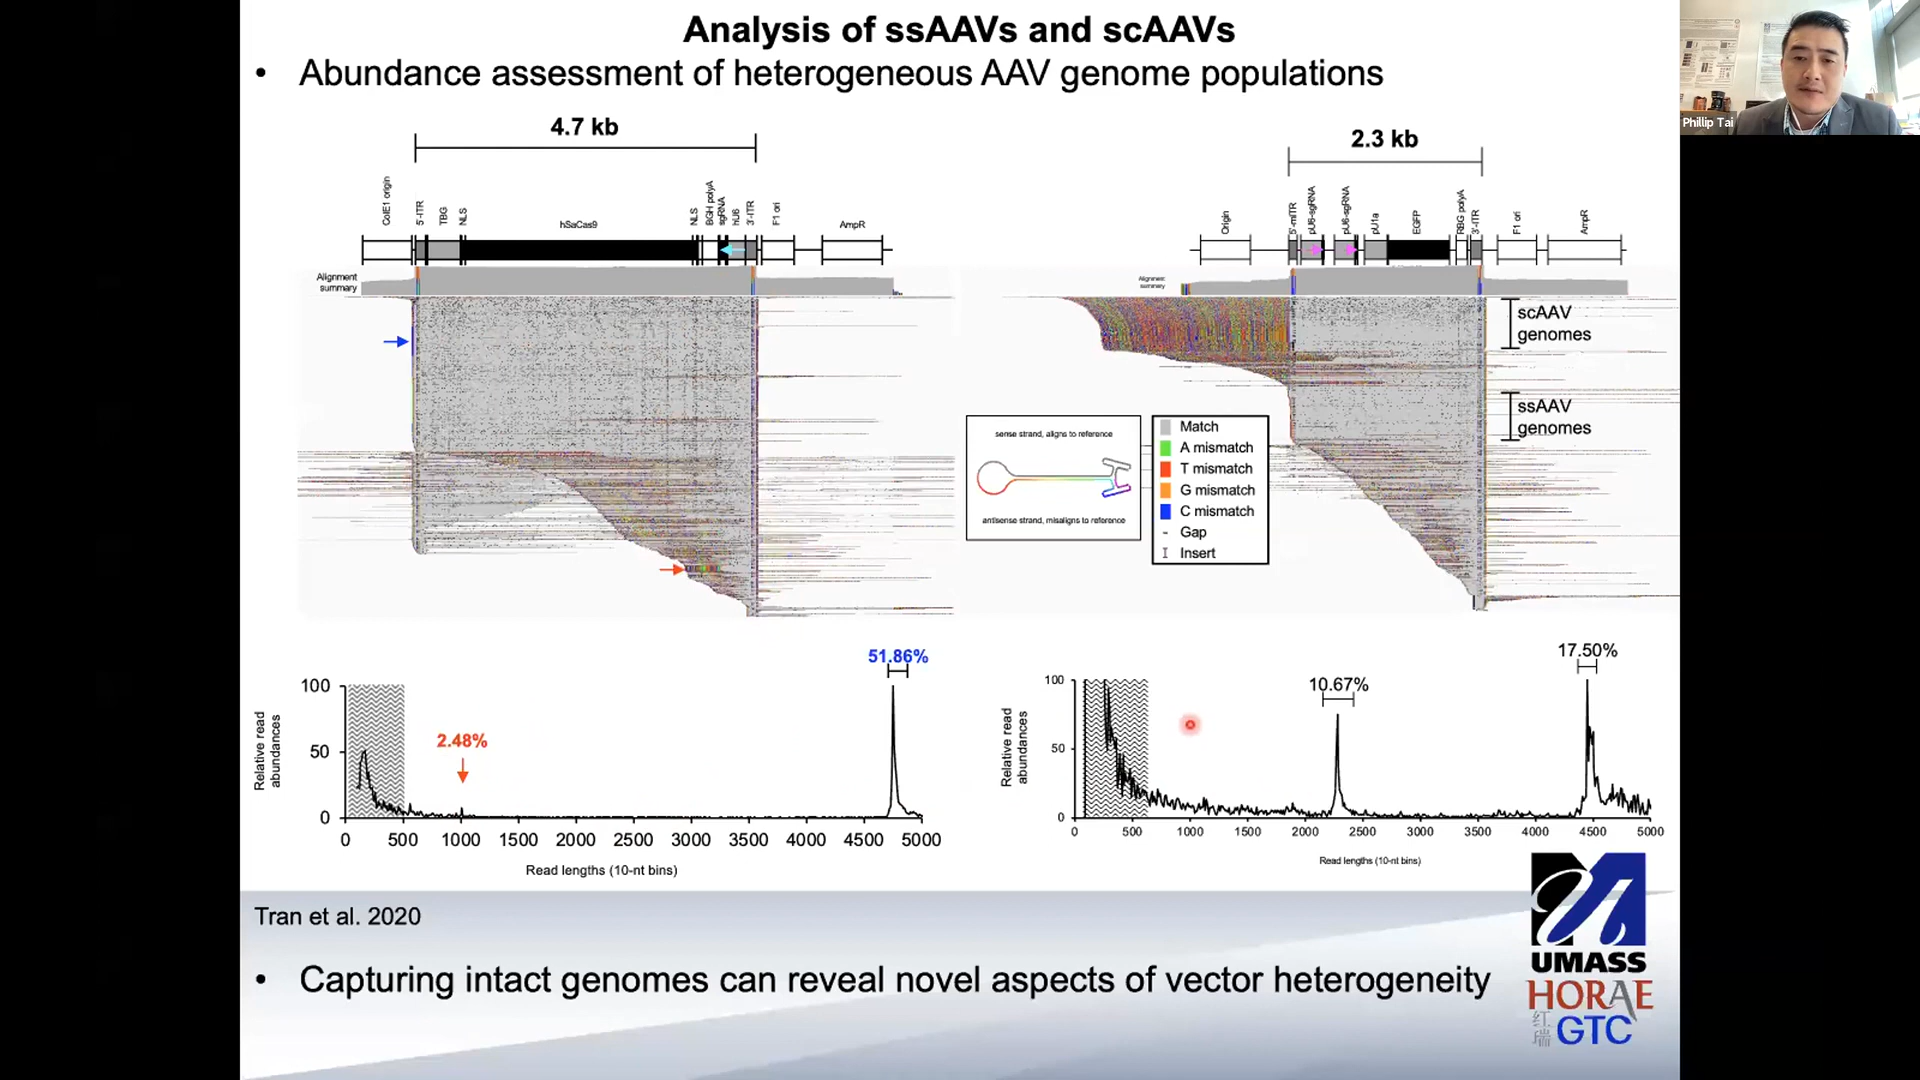 Analysis of ssAAVs and scAAVs
• Abundance assessment of heterogeneous AAV genome populations
Phillip Tai
4.7 kb
ColE1 origin
5'-ITR
TBG
NLS
hSaCas9
NLS
BGH polyA
sgRNA
hU6
3'-ITR
F1 ori
AmpR
Alignment
summary
2.3 kb
Origin
5'-mITR
pU6-sgRNA
pU6-sgRNA
pU1a
EGFP
RBG polyA
3'-ITR
F1 ori
AmpR
Alignment
summary
scAAV
genomes
ssAAV
genomes
sense strand, aligns to reference
antisense strand, misaligns to reference
Match
A mismatch
T mismatch
G mismatch
C mismatch
- Gap
I Insert
51.86%
2.48%
Relative read
abundances
100
50
0
0 500 1000 1500 2000 2500 3000 3500 4000 4500 5000
Read lengths (10-nt bins)
17.50%
10.67%
Relative read
abundances
100
50
0
0 500 1000 1500 2000 2500 3000 3500 4000 4500 5000
Read lengths (10-nt bins)
Tran et al. 2020
• Capturing intact genomes can reveal novel aspects of vector heterogeneity
UMASS
HORAE
红瑞 GTC